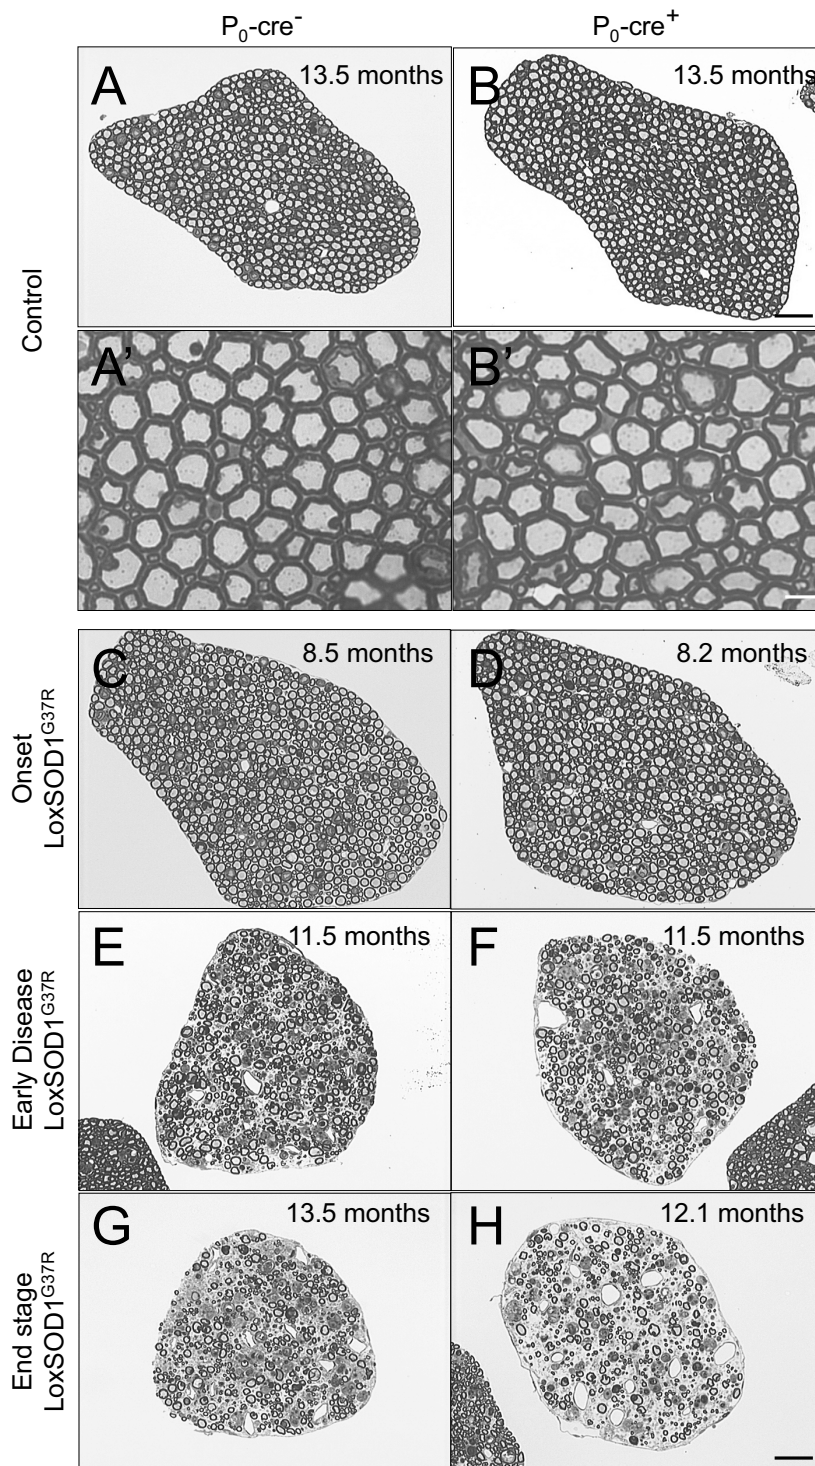 P₀-cre⁻ P₀-cre⁺
Control
A 13.5 months
B 13.5 months
A'
B'
Onset
LoxSOD1ᴳ³⁷ᴿ
C 8.5 months
D 8.2 months
Early Disease
LoxSOD1ᴳ³⁷ᴿ
E 11.5 months
F 11.5 months
End stage
LoxSOD1ᴳ³⁷ᴿ
G 13.5 months
H 12.1 months